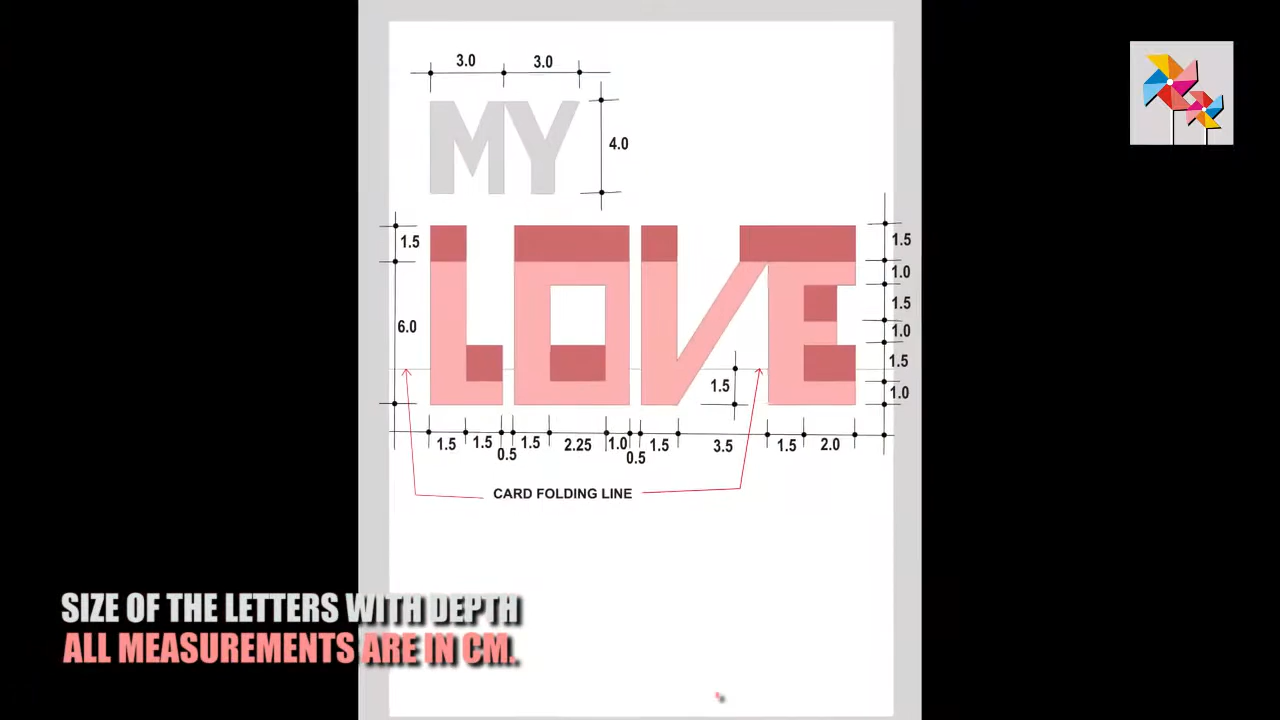 3.0 3.0
MY
4.0
LOVE
1.5 1.5
1.0
1.5
6.0 1.0
1.5
1.5 1.0
1.5 1.5 0.5 1.5 2.25 1.0 0.5 1.5 3.5 1.5 2.0
CARD FOLDING LINE
SIZE OF THE LETTERS WITH DEPTH
ALL MEASUREMENTS ARE IN CM.